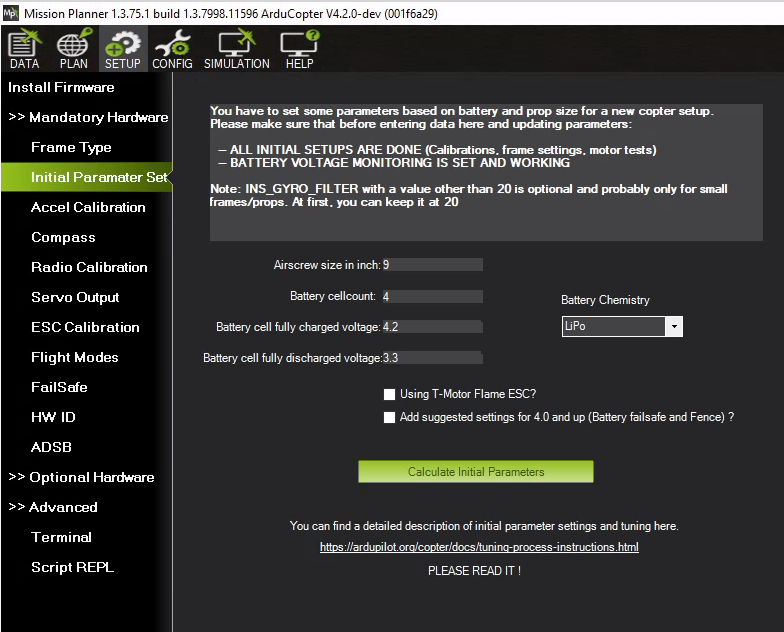 Mp
Mission Planner 1.3.75.1 build 1.3.7998.11596 ArduCopter V4.2.0-dev (001f6a29)
DATA PLAN SETUP CONFIG SIMULATION HELP
Install Firmware
>> Mandatory Hardware
Frame Type
Initial Paramater Set
Accel Calibration
Compass
Radio Calibration
Servo Output
ESC Calibration
Flight Modes
FailSafe
HW ID
ADSB
>> Optional Hardware
>> Advanced
Terminal
Script REPL
You have to set some parameters based on battery and prop size for a new copter setup.
Please make sure that before entering data here and updating parameters:
– ALL INITIAL SETUPS ARE DONE (Calibrations, frame settings, motor tests)
– BATTERY VOLTAGE MONITORING IS SET AND WORKING
Note: INS_GYRO_FILTER with a value other than 20 is optional and probably only for small
frames/props. At first, you can keep it at 20
Airscrew size in inch: 9
Battery cellcount: 4
Battery cell fully charged voltage: 4.2
Battery cell fully discharged voltage: 3.3
Battery Chemistry
LiPo
Using T-Motor Flame ESC?
Add suggested settings for 4.0 and up (Battery failsafe and Fence) ?
Calculate Initial Parameters
You can find a detailed description of initial parameter settings and tuning here.
https://ardupilot.org/copter/docs/tuning-process-instructions.html
PLEASE READ IT !